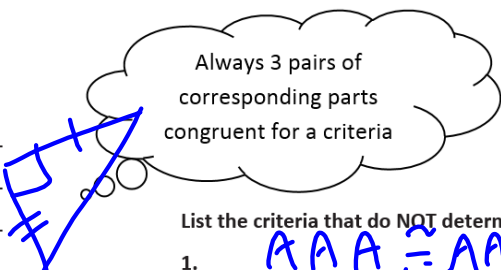 Always 3 pairs of
corresponding parts
congruent for a criteria
List the criteria that do NOT determ
1. AAA ≅ AA